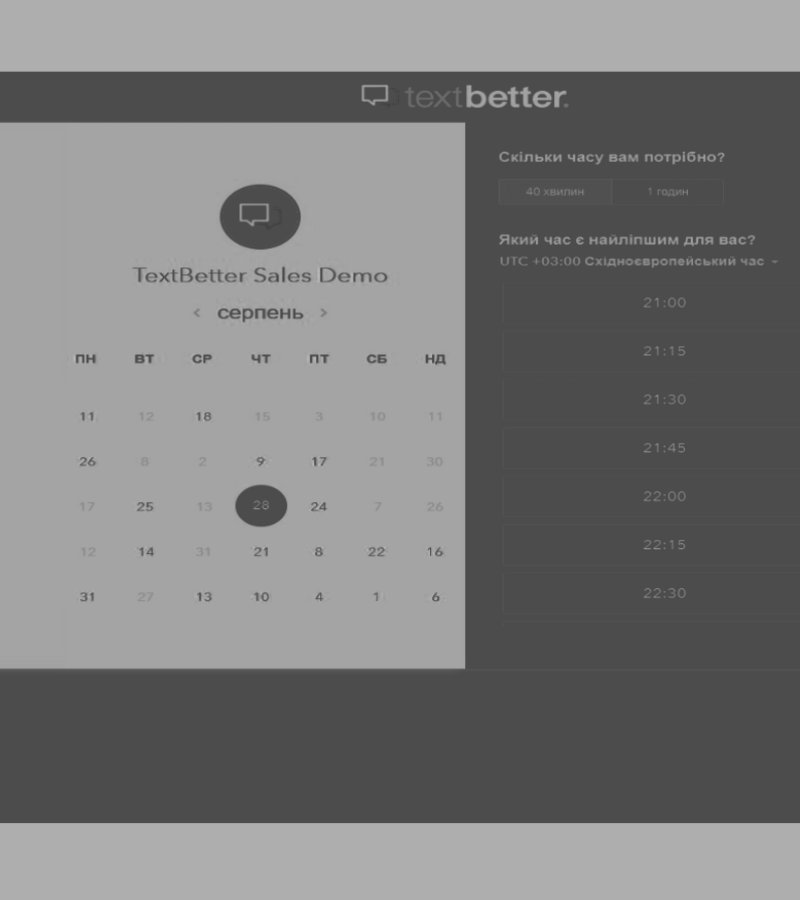 textbetter.
TextBetter Sales Demo
< серпень >
ПН ВТ СР ЧТ ПТ СБ НД
11 12 18 15 3 10 11
26 8 2 9 17 21 30
17 25 13 28 24 7 26
12 14 31 21 8 22 16
31 27 13 10 4 1 6
Скільки часу вам потрібно?
40 хвилин 1 годин
Який час є найліпшим для вас?
UTC +03:00 Східноєвропейський час
21:00
21:15
21:30
21:45
22:00
22:15
22:30